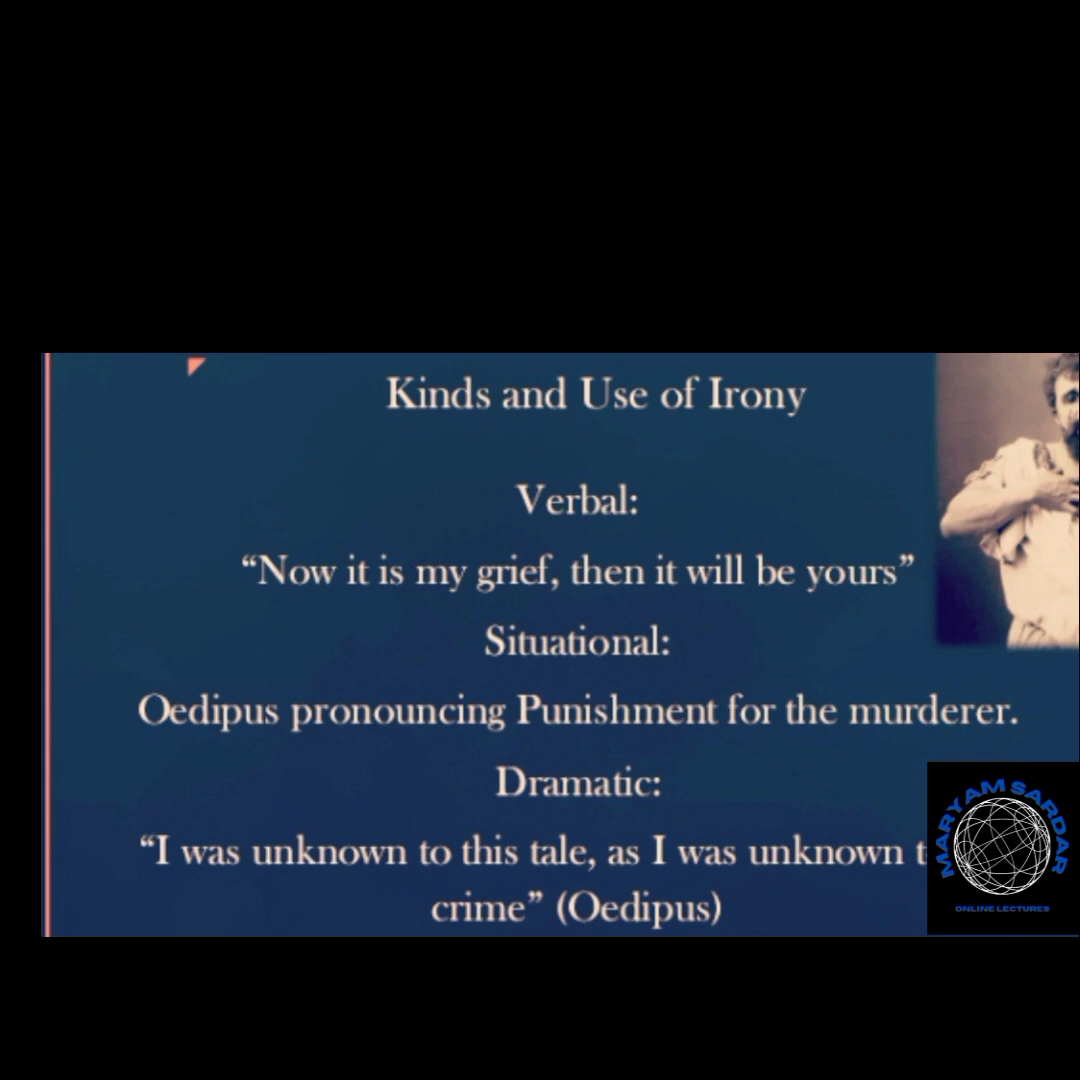 Kinds and Use of Irony
Verbal:
“Now it is my grief, then it will be yours”
Situational:
Oedipus pronouncing Punishment for the murderer.
Dramatic:
“I was unknown to this tale, as I was unknown
crime” (Oedipus)
MARYAM SARDAR
ONLINE LECTURES